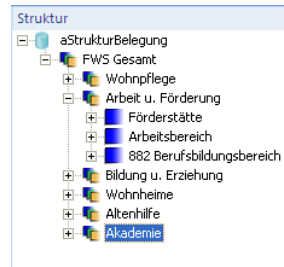 Struktur
aStrukturBelegung
FWS Gesamt
Wohnpflege
Arbeit u. Förderung
Förderstätte
Arbeitsbereich
882 Berufsbildungsbereich
Bildung u. Erziehung
Wohnheime
Altenhilfe
Akademie